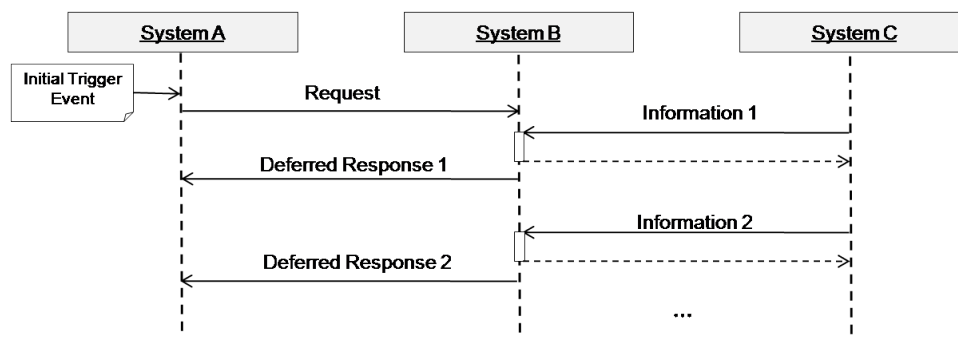 System A
System B
System C
Initial Trigger
Event
Request
Information 1
Deferred Response 1
Information 2
Deferred Response 2
...